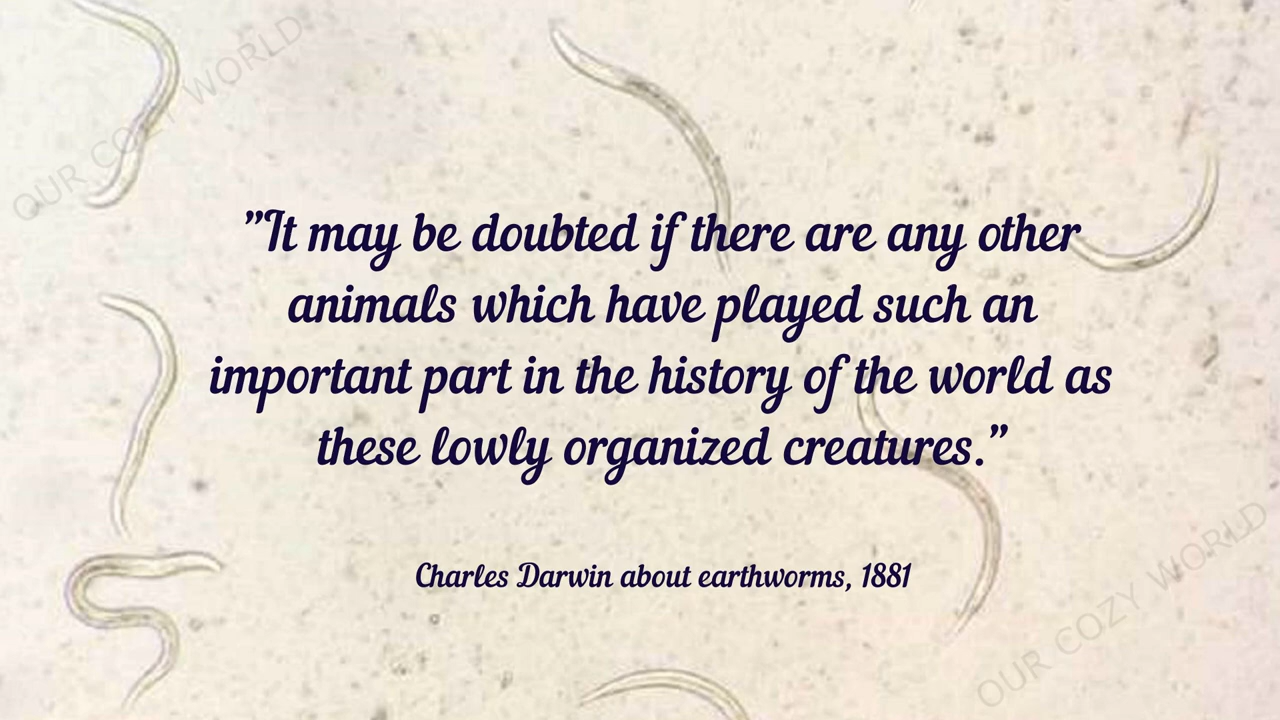 OUR COZY WORLD
”It may be doubted if there are any other
animals which have played such an
important part in the history of the world as
these lowly organized creatures.”
Charles Darwin about earthworms, 1881
OUR COZY WORLD